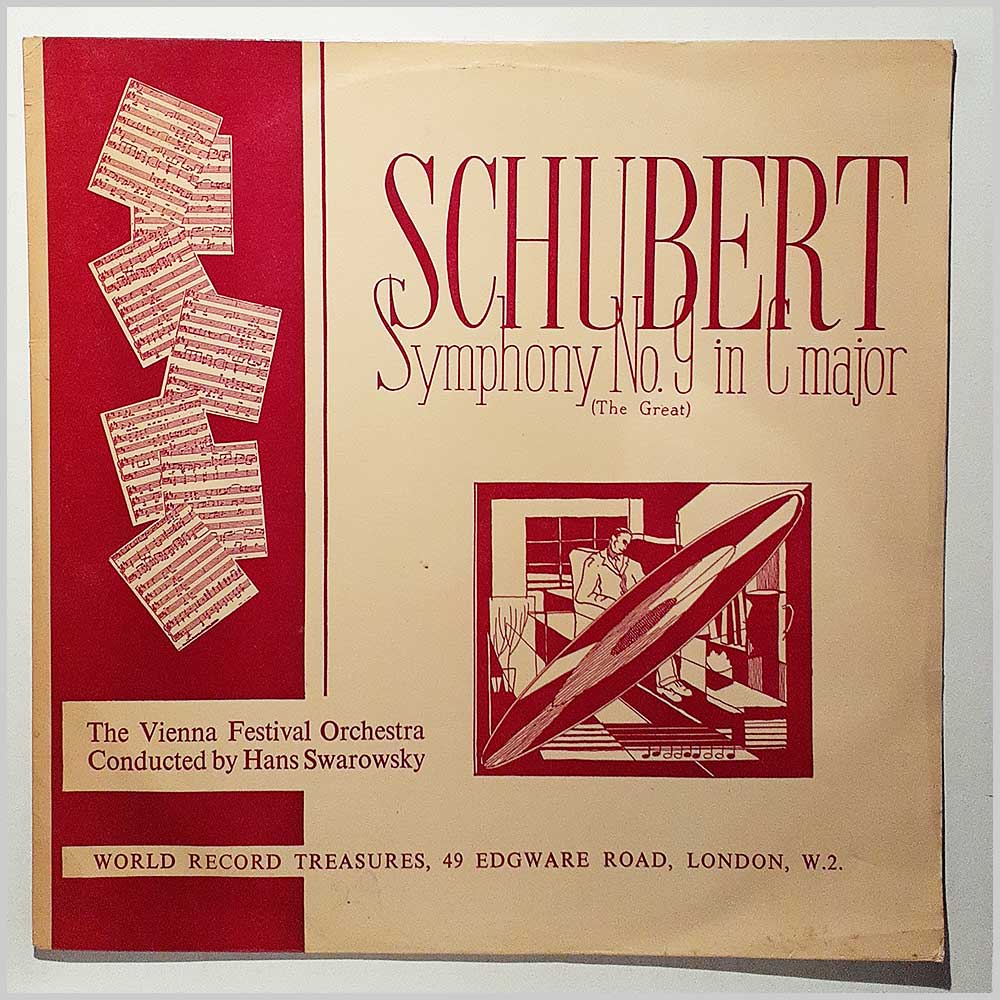 SCHUBERT
Symphony No. 9 in C major
(The Great)
The Vienna Festival Orchestra
Conducted by Hans Swarowsky
WORLD RECORD TREASURES, 49 EDGWARE ROAD, LONDON, W.2.